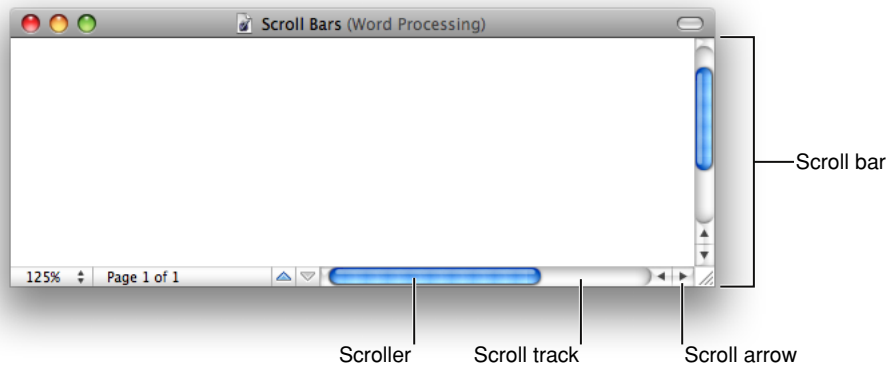 Scroll Bars (Word Processing)
Scroll bar
125% Page 1 of 1
Scroller Scroll track Scroll arrow